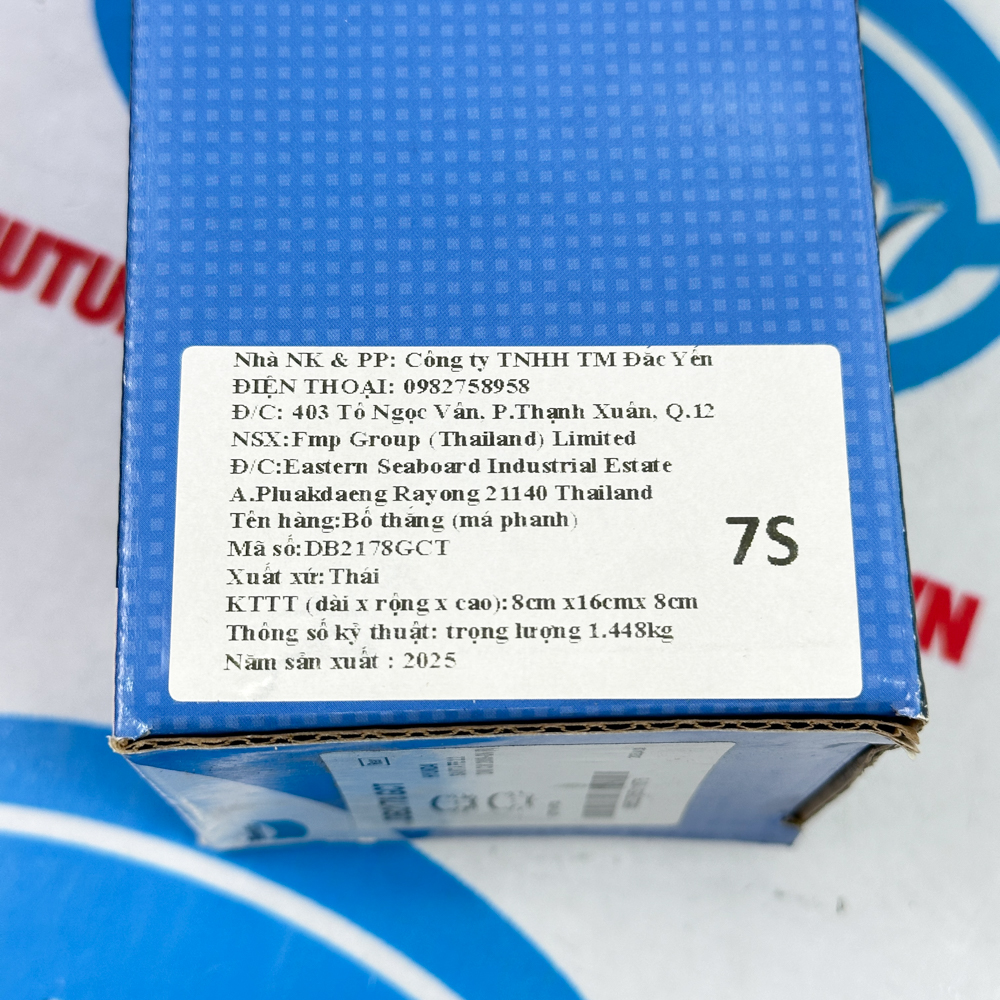 Nhà NK & PP: Công ty TNHH TM Đắc Yến
ĐIỆN THOẠI: 0982758958
Đ/C: 403 Tô Ngọc Vân. P.Thạnh Xuân, Q.12
NSX:Fmp Group (Thailand) Limited
Đ/C:Eastern Seaboard Industrial Estate
A.Pluakdaeng Rayong 21140 Thailand
Tên hàng:Bố thắng (má phanh)
Mã số:DB2178GCT
7S
Xuất xứ: Thái
KTTT (dài x rộng x cao):8cm x16cmx 8cm
Thông số kỹ thuật: trọng lượng 1.448kg
Năm sản xuất : 2025